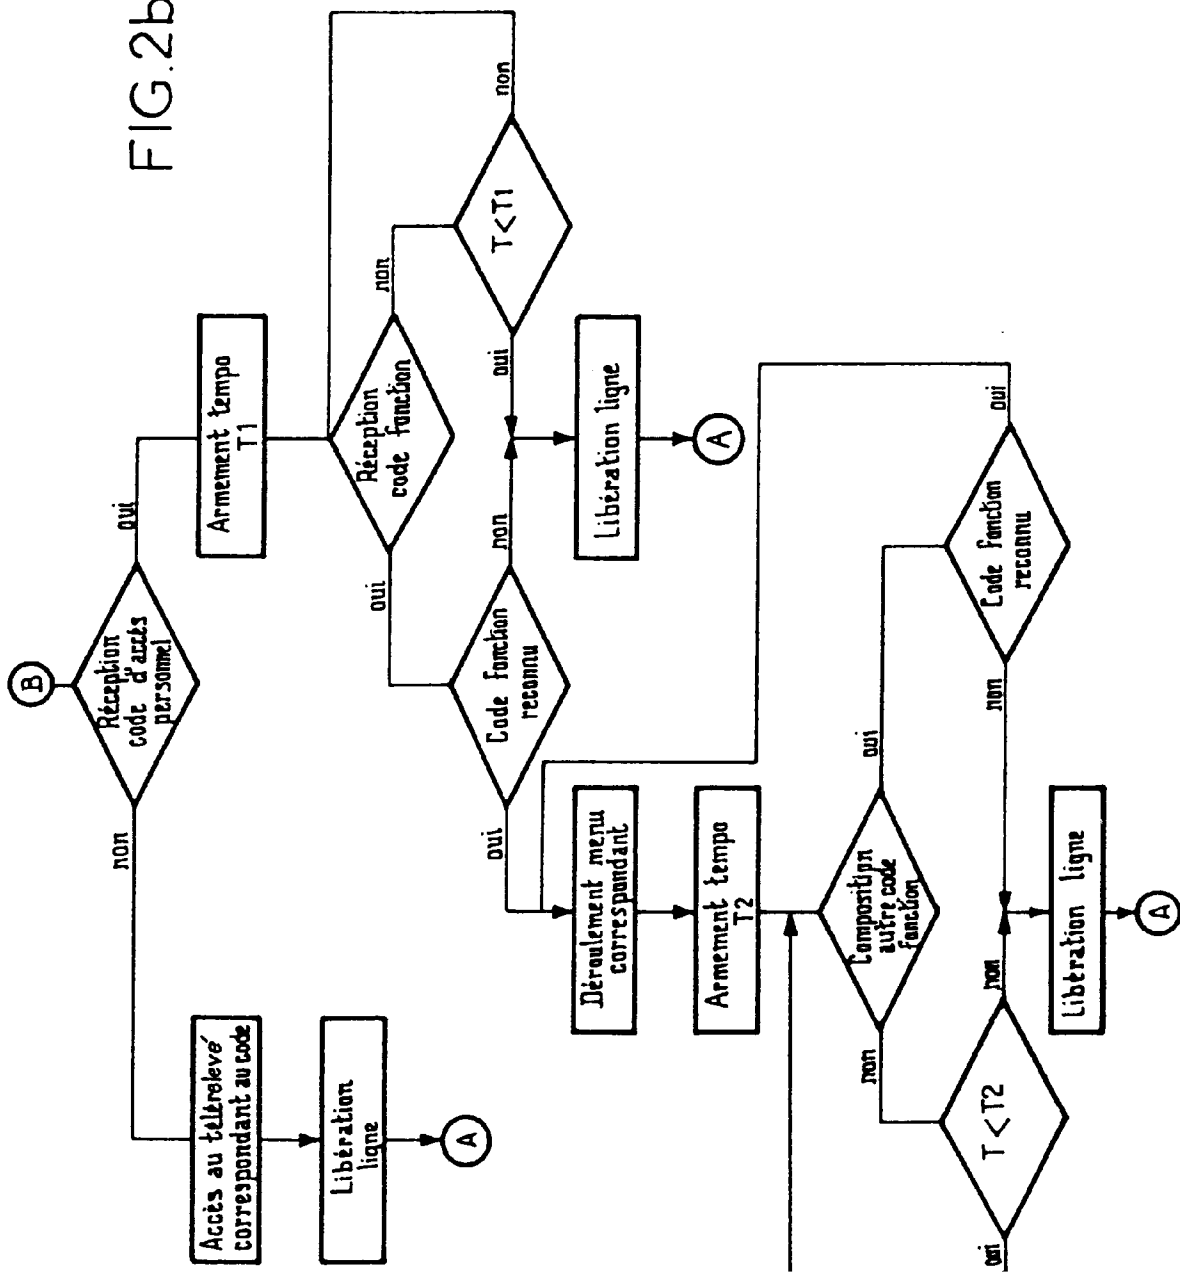 FIG.2b
B
Réception
code d'accès
personnel
non
oui
Accès au télérelevé
correspondant au code
Libération
ligne
A
Armement tempo
T1
Réception
code fonction
oui
non
T<T1
oui
non
Code fonction
reconnu
oui
non
Libération ligne
A
Déroulement menu
correspondant
Armement tempo
T2
Composition
autre code
fonction
non
oui
T<T2
oui
non
Code fonction
reconnu
non
oui
Libération ligne
A